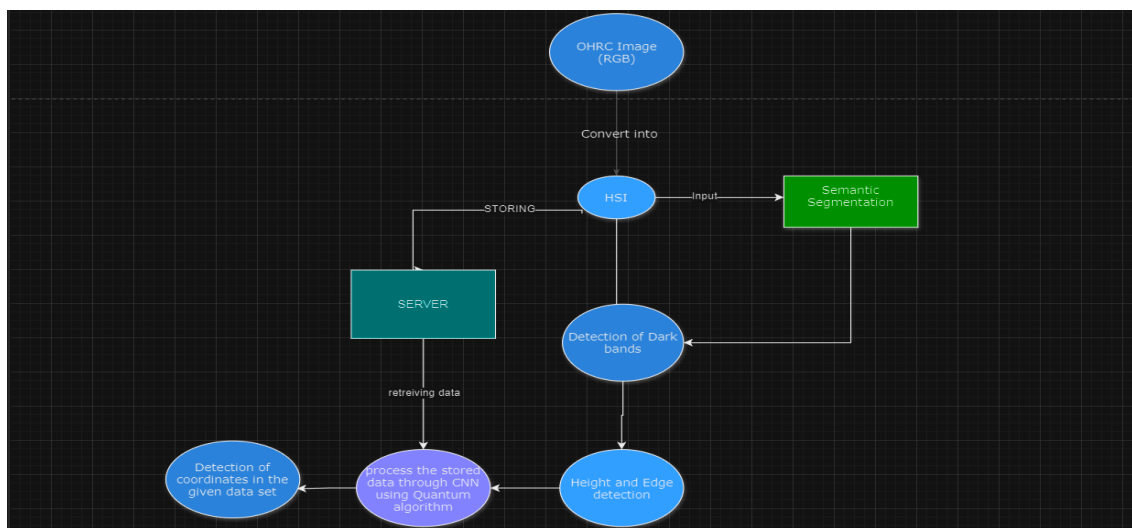 OHRC Image
(RGB)
Convert into
HSI
Input
Semantic
Segmentation
STORING
SERVER
Detection of Dark
bands
retreiving data
Detection of
coordinates in the
given data set
process the stored
data through CNN
using Quantum
algorithm
Height and Edge
detection